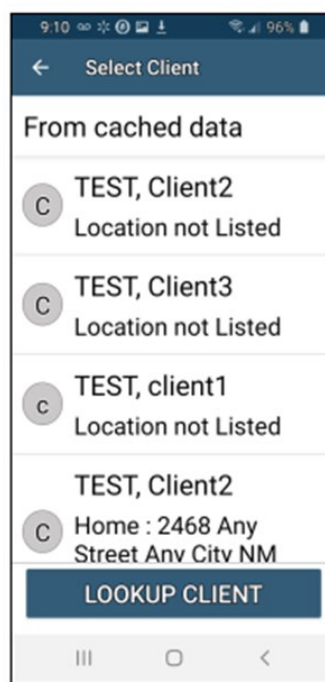 9:10 96%
Select Client
From cached data
C TEST, Client2
Location not Listed
C TEST, Client3
Location not Listed
c TEST, client1
Location not Listed
TEST, Client2
C Home : 2468 Any
Street Any City NM
LOOKUP CLIENT